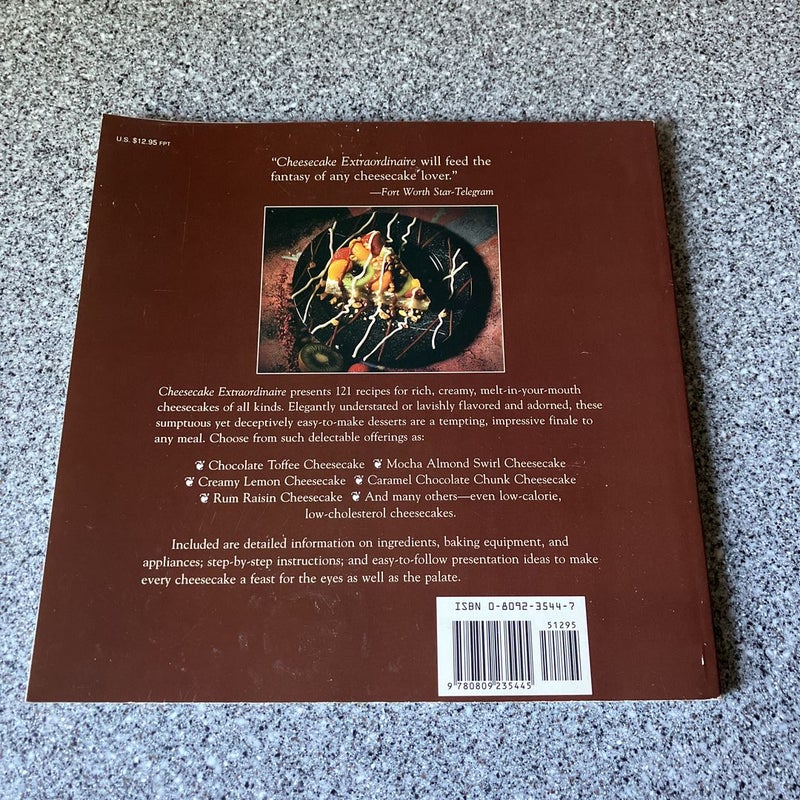 U.S. $12.95 FPT
“Cheesecake Extraordinaire will feed the
fantasy of any cheesecake lover.”
—Fort Worth Star-Telegram
Cheesecake Extraordinaire presents 121 recipes for rich, creamy, melt-in-your-mouth
cheesecakes of all kinds. Elegantly understated or lavishly flavored and adorned, these
sumptuous yet deceptively easy-to-make desserts are a tempting, impressive finale to
any meal. Choose from such delectable offerings as:
❦ Chocolate Toffee Cheesecake ❦ Mocha Almond Swirl Cheesecake
❦ Creamy Lemon Cheesecake ❦ Caramel Chocolate Chunk Cheesecake
❦ Rum Raisin Cheesecake ❦ And many others—even low-calorie,
low-cholesterol cheesecakes.
Included are detailed information on ingredients, baking equipment, and
appliances; step-by-step instructions; and easy-to-follow presentation ideas to make
every cheesecake a feast for the eyes as well as the palate.
ISBN 0-8092-3544-7
51295
9 780809 235445